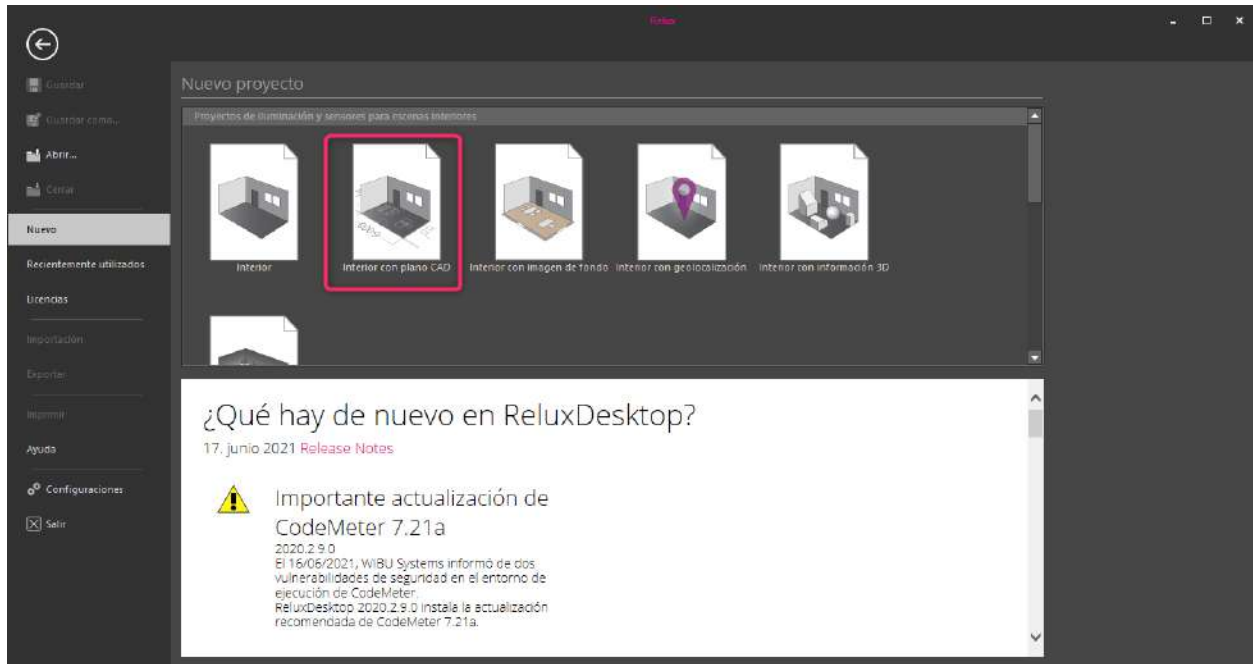 Relux
Guardar
Guardar como...
Abrir...
Cerrar
Nuevo
Recientemente utilizados
Licencias
Importación
Exportar
Imprimir
Ayuda
Configuraciones
Salir
Nuevo proyecto
Proyectos de iluminación y sensores para escenas interiores
Interior
Interior con plano CAD
Interior con imagen de fondo
Interior con geolocalización
Interior con información 3D
¿Qué hay de nuevo en ReluxDesktop?
17. junio 2021 Release Notes
Importante actualización de
CodeMeter 7.21a
2020.2.9.0
El 16/06/2021, WIBU Systems informó de dos
vulnerabilidades de seguridad en el entorno de
ejecución de CodeMeter.
ReluxDesktop 2020.2.9.0 instala la actualización
recomendada de CodeMeter 7.21a.